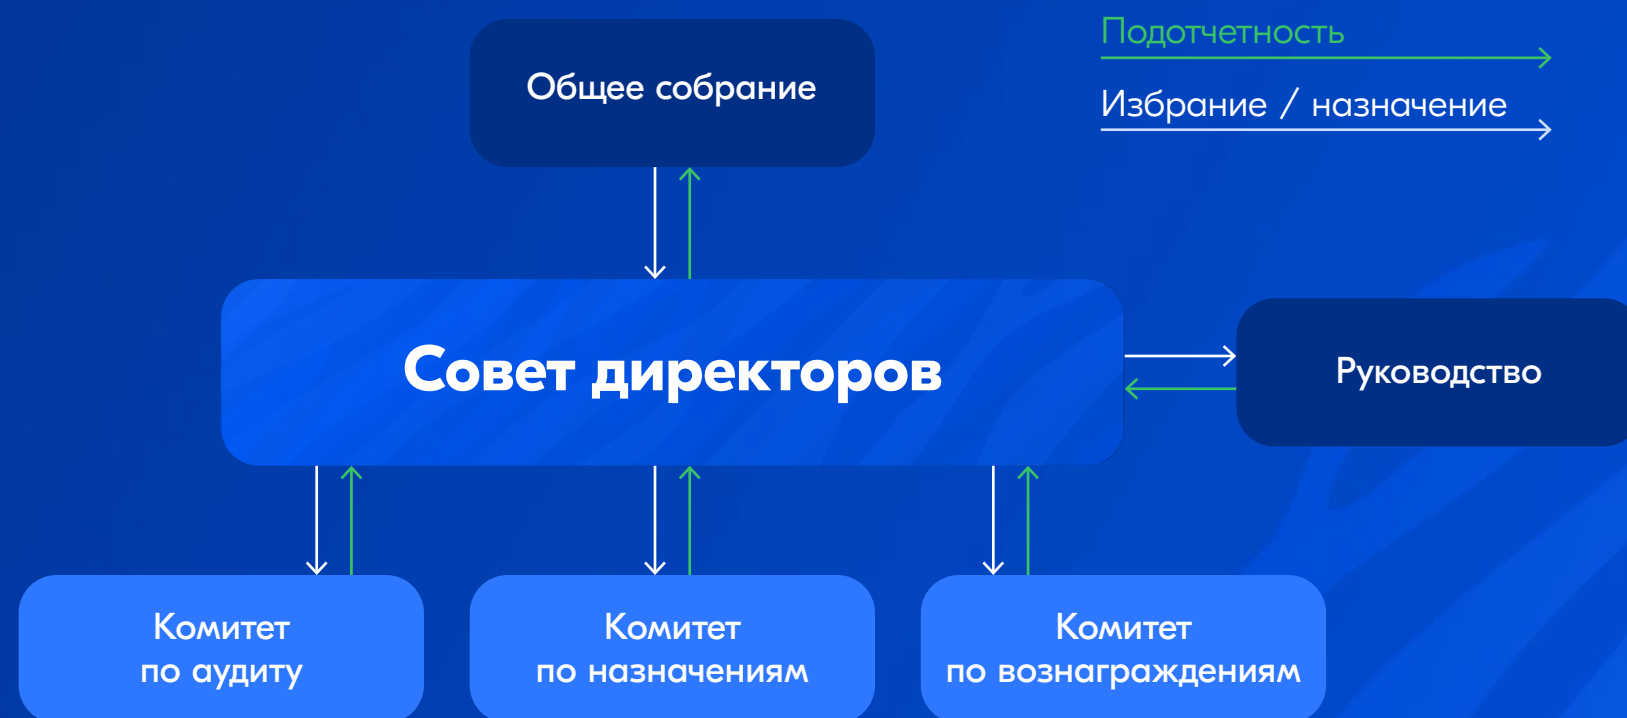 Подотчетность
Общее собрание
Избрание / назначение
Совет директоров
Руководство
Комитет
по аудиту
Комитет
по назначениям
Комитет
по вознаграждениям